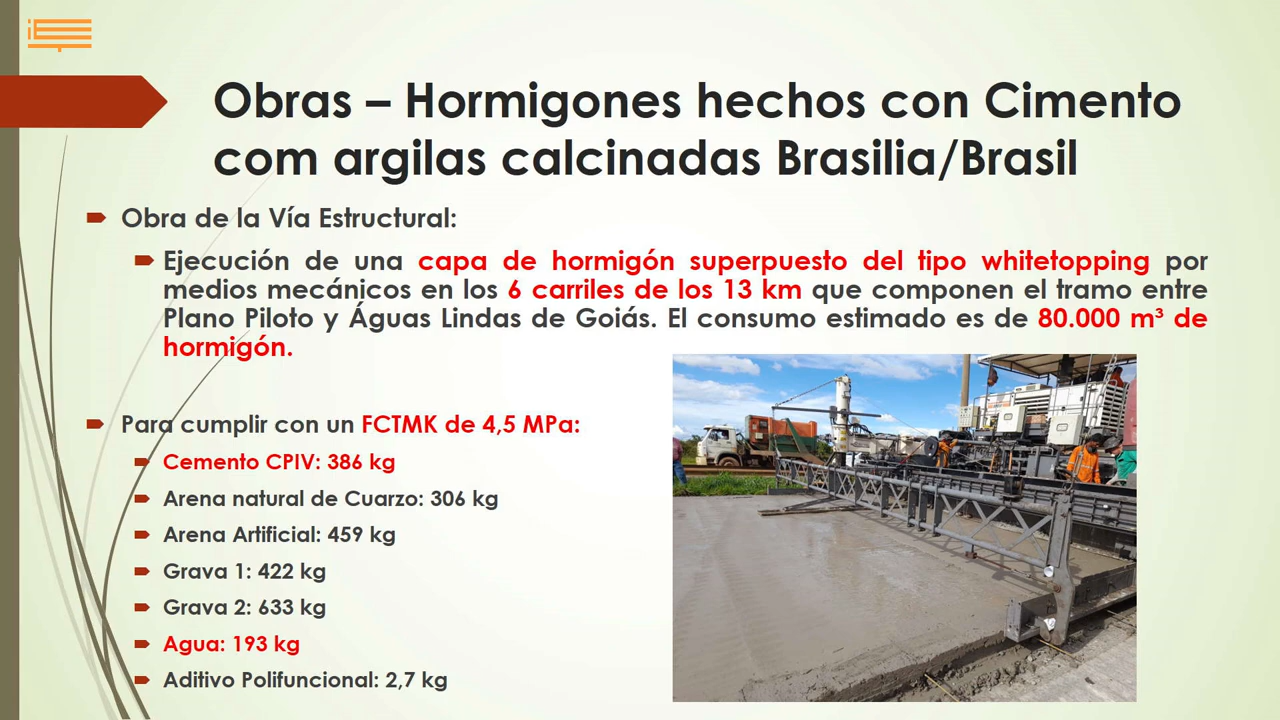 Obras – Hormigones hechos con Cimento
com argilas calcinadas Brasilia/Brasil
Obra de la Vía Estructural:
Ejecución de una capa de hormigón superpuesto del tipo whitetopping por
medios mecánicos en los 6 carriles de los 13 km que componen el tramo entre
Plano Piloto y Águas Lindas de Goiás. El consumo estimado es de 80.000 m³ de
hormigón.
Para cumplir con un FCTMK de 4,5 MPa:
Cemento CPIV: 386 kg
Arena natural de Cuarzo: 306 kg
Arena Artificial: 459 kg
Grava 1: 422 kg
Grava 2: 633 kg
Agua: 193 kg
Aditivo Polifuncional: 2,7 kg